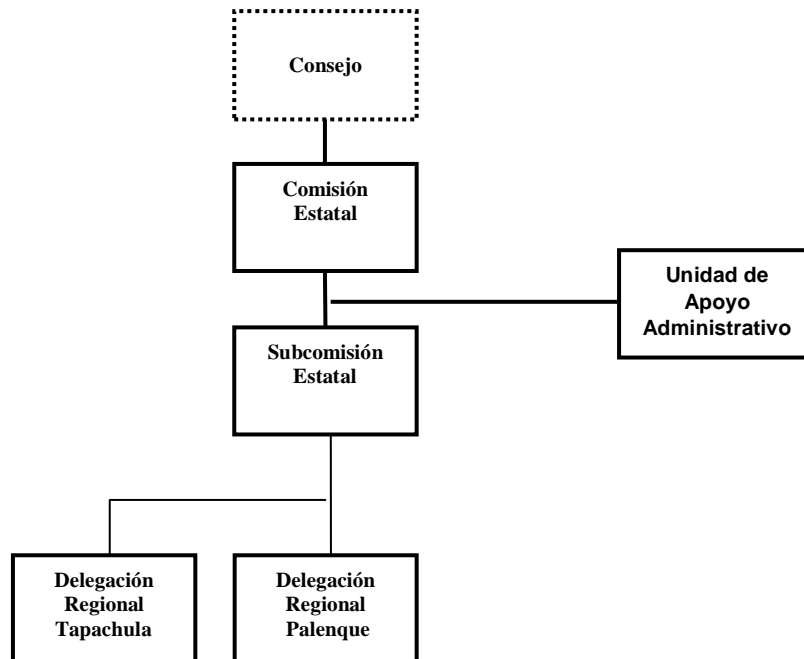 Consejo
Comisión
Estatal
Unidad de
Apoyo
Administrativo
Subcomisión
Estatal
Delegación
Regional
Tapachula
Delegación
Regional
Palenque